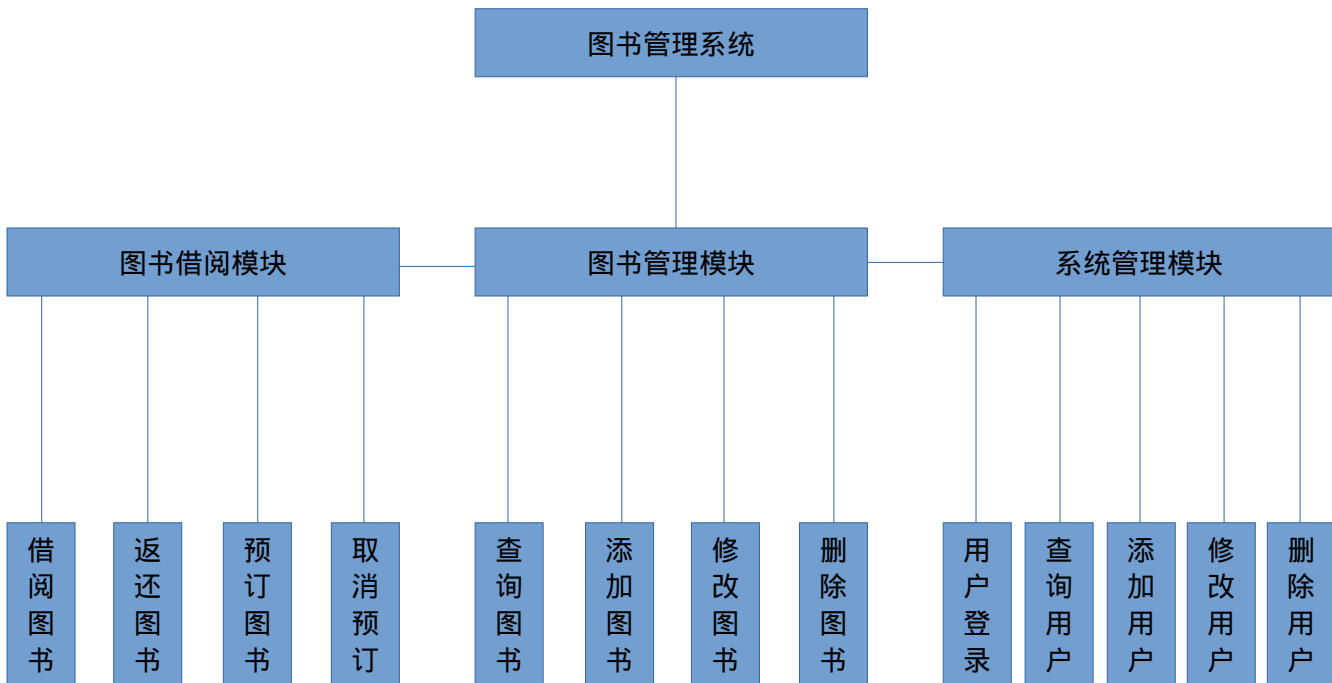 图书管理系统
图书借阅模块
图书管理模块
系统管理模块
借阅图书
返还图书
预订图书
取消预订
查询图书
添加图书
修改图书
删除图书
用户登录
查询用户
添加用户
修改用户
删除用户